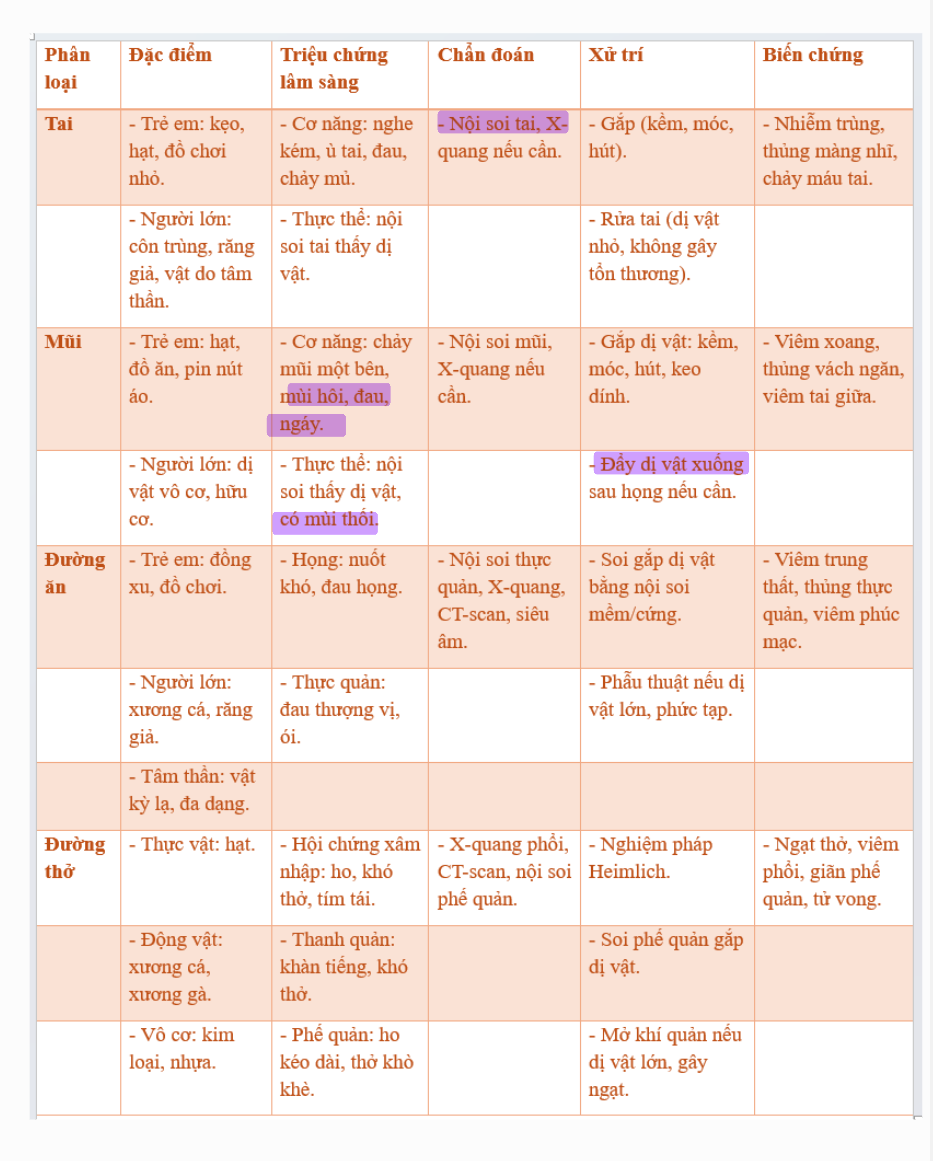 Phân loại
Đặc điểm
Triệu chứng lâm sàng
Chẩn đoán
Xử trí
Biến chứng
Tai
- Trẻ em: kẹo,
hạt, đồ chơi
nhỏ.
- Cơ năng: nghe
kém, ù tai, đau,
chảy mủ.
- Nội soi tai, X-
quang nếu cần.
- Gắp (kềm, móc,
hút).
- Nhiễm trùng,
thủng màng nhĩ,
chảy máu tai.
- Người lớn:
côn trùng, răng
giả, vật do tâm
thần.
- Thực thể: nội
soi tai thấy dị
vật.
- Rửa tai (dị vật
nhỏ, không gây
tổn thương).
Mũi
- Trẻ em: hạt,
đồ ăn, pin nút
áo.
- Cơ năng: chảy
mũi một bên,
mùi hôi, đau,
ngáy.
- Nội soi mũi,
X-quang nếu
cần.
- Gắp dị vật: kềm,
móc, hút, keo
dính.
- Viêm xoang,
thủng vách ngăn,
viêm tai giữa.
- Người lớn: dị
vật vô cơ, hữu
cơ.
- Thực thể: nội
soi thấy dị vật,
có mùi thối.
- Đẩy dị vật xuống
sau họng nếu cần.
Đường
ăn
- Trẻ em: đồng
xu, đồ chơi.
- Họng: nuốt
khó, đau họng.
- Nội soi thực
quản, X-quang,
CT-scan, siêu
âm.
- Soi gắp dị vật
bằng nội soi
mềm/cứng.
- Viêm trung
thất, thủng thực
quản, viêm phúc
mạc.
- Người lớn:
xương cá, răng
giả.
- Thực quản:
đau thượng vị,
ói.
- Phẫu thuật nếu dị
vật lớn, phức tạp.
- Tâm thần: vật
kỳ lạ, đa dạng.
Đường
thở
- Thực vật: hạt.
- Hội chứng xâm
nhập: ho, khó
thở, tím tái.
- X-quang phổi,
CT-scan, nội soi
phế quản.
- Nghiệm pháp
Heimlich.
- Ngạt thở, viêm
phổi, giãn phế
quản, tử vong.
- Động vật:
xương cá,
xương gà.
- Thanh quản:
khàn tiếng, khó
thở.
- Soi phế quản gắp
dị vật.
- Vô cơ: kim
loại, nhựa.
- Phế quản: ho
kéo dài, thở khò
khè.
- Mở khí quản nếu
dị vật lớn, gây
ngạt.